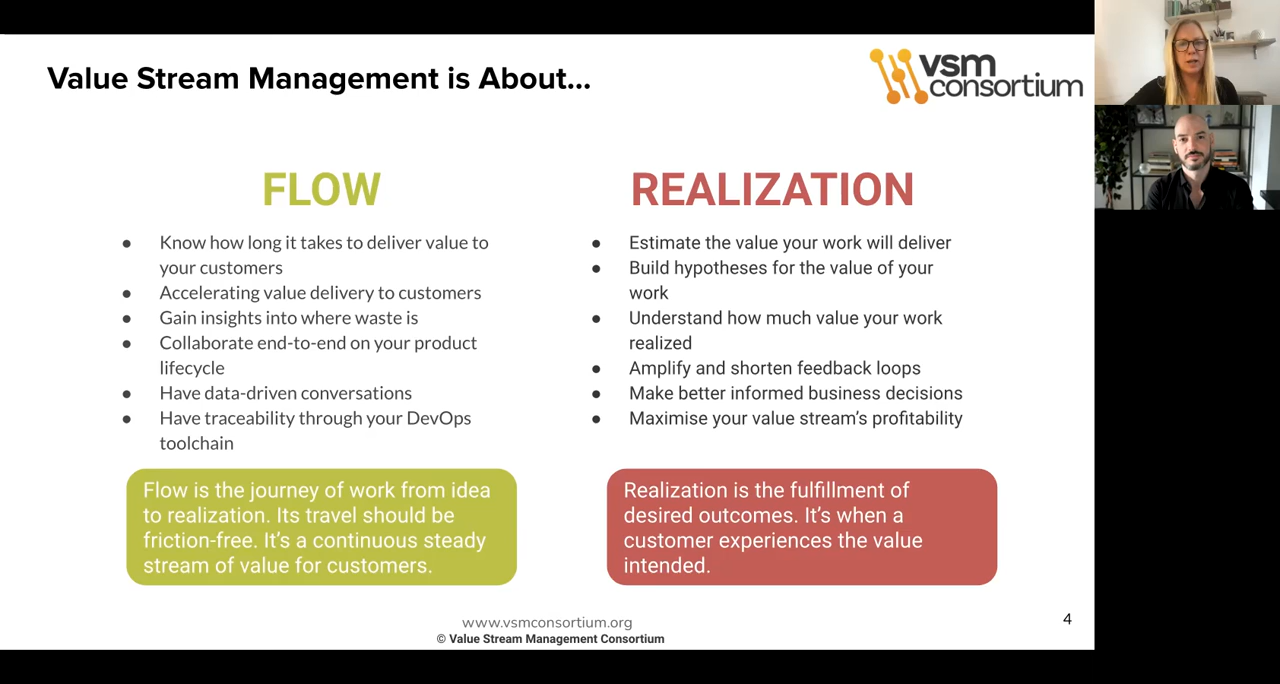 Value Stream Management is About...
vsm
consortium
FLOW
● Know how long it takes to deliver value to
your customers
● Accelerating value delivery to customers
● Gain insights into where waste is
● Collaborate end-to-end on your product
lifecycle
● Have data-driven conversations
● Have traceability through your DevOps
toolchain
Flow is the journey of work from idea
to realization. Its travel should be
friction-free. It's a continuous steady
stream of value for customers.
REALIZATION
● Estimate the value your work will deliver
● Build hypotheses for the value of your
work
● Understand how much value your work
realized
● Amplify and shorten feedback loops
● Make better informed business decisions
● Maximise your value stream's profitability
Realization is the fulfillment of
desired outcomes. It's when a
customer experiences the value
intended.
www.vsmconsortium.org
© Value Stream Management Consortium
4